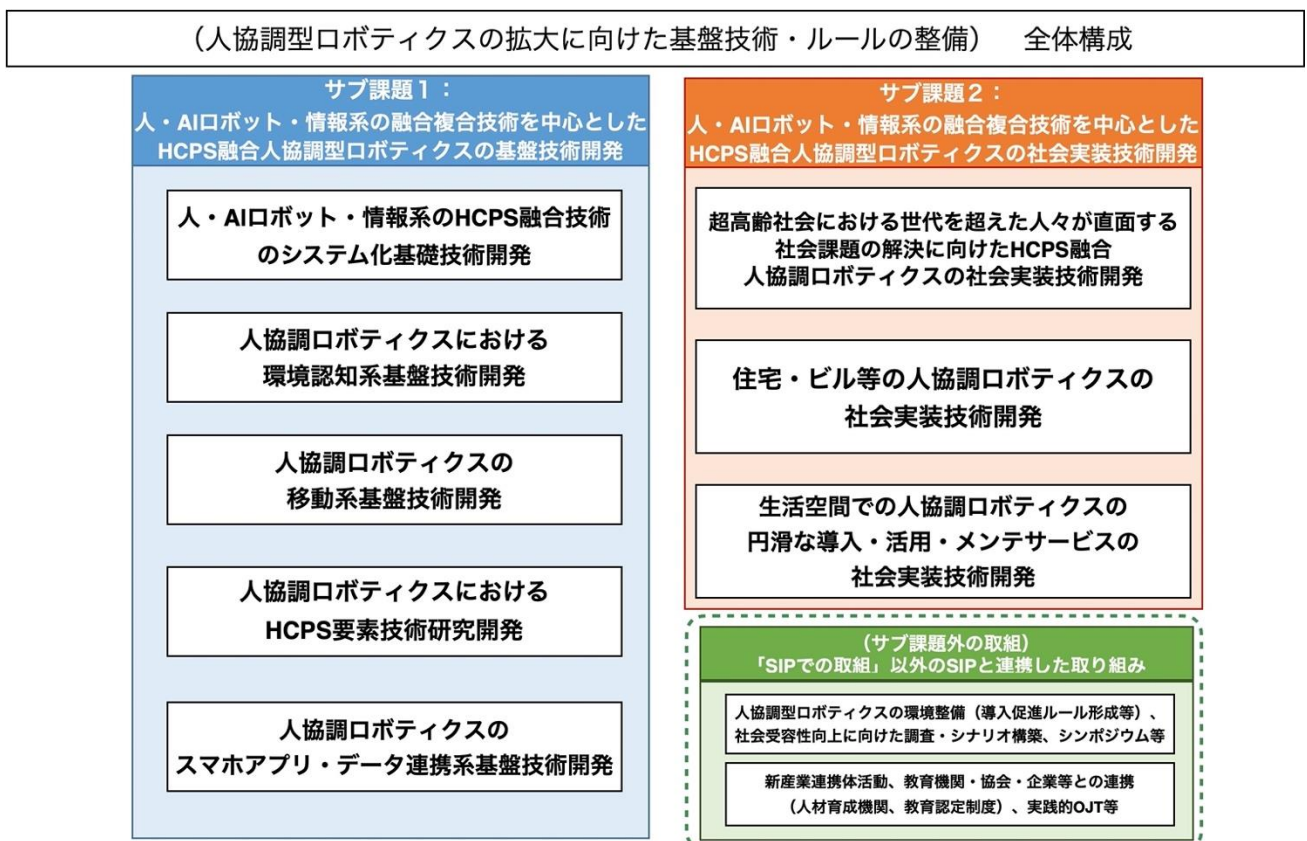 （人協調型ロボティクスの拡大に向けた基盤技術・ルールの整備）　全体構成
サブ課題１：
人・AIロボット・情報系の融合複合技術を中心とした
HCPS融合人協調型ロボティクスの基盤技術開発
人・AIロボット・情報系のHCPS融合技術
のシステム化基礎技術開発
人協調ロボティクスにおける
環境認知系基盤技術開発
人協調ロボティクスの
移動系基盤技術開発
人協調ロボティクスにおける
HCPS要素技術研究開発
人協調ロボティクスの
スマホアプリ・データ連携系基盤技術開発
サブ課題２：
人・AIロボット・情報系の融合複合技術を中心とした
HCPS融合人協調型ロボティクスの社会実装技術開発
超高齢社会における世代を超えた人々が直面する
社会課題の解決に向けたHCPS融合
人協調ロボティクスの社会実装技術開発
住宅・ビル等の人協調ロボティクスの
社会実装技術開発
生活空間での人協調ロボティクスの
円滑な導入・活用・メンテサービスの
社会実装技術開発
（サブ課題外の取組）
「SIPでの取組」以外のSIPと連携した取り組み
人協調型ロボティクスの環境整備（導入促進ルール形成等）、
社会受容性向上に向けた調査・シナリオ構築、シンポジウム等
新産業連携体活動、教育機関・協会・企業等との連携
（人材育成機関、教育認定制度）、実践的OJT等